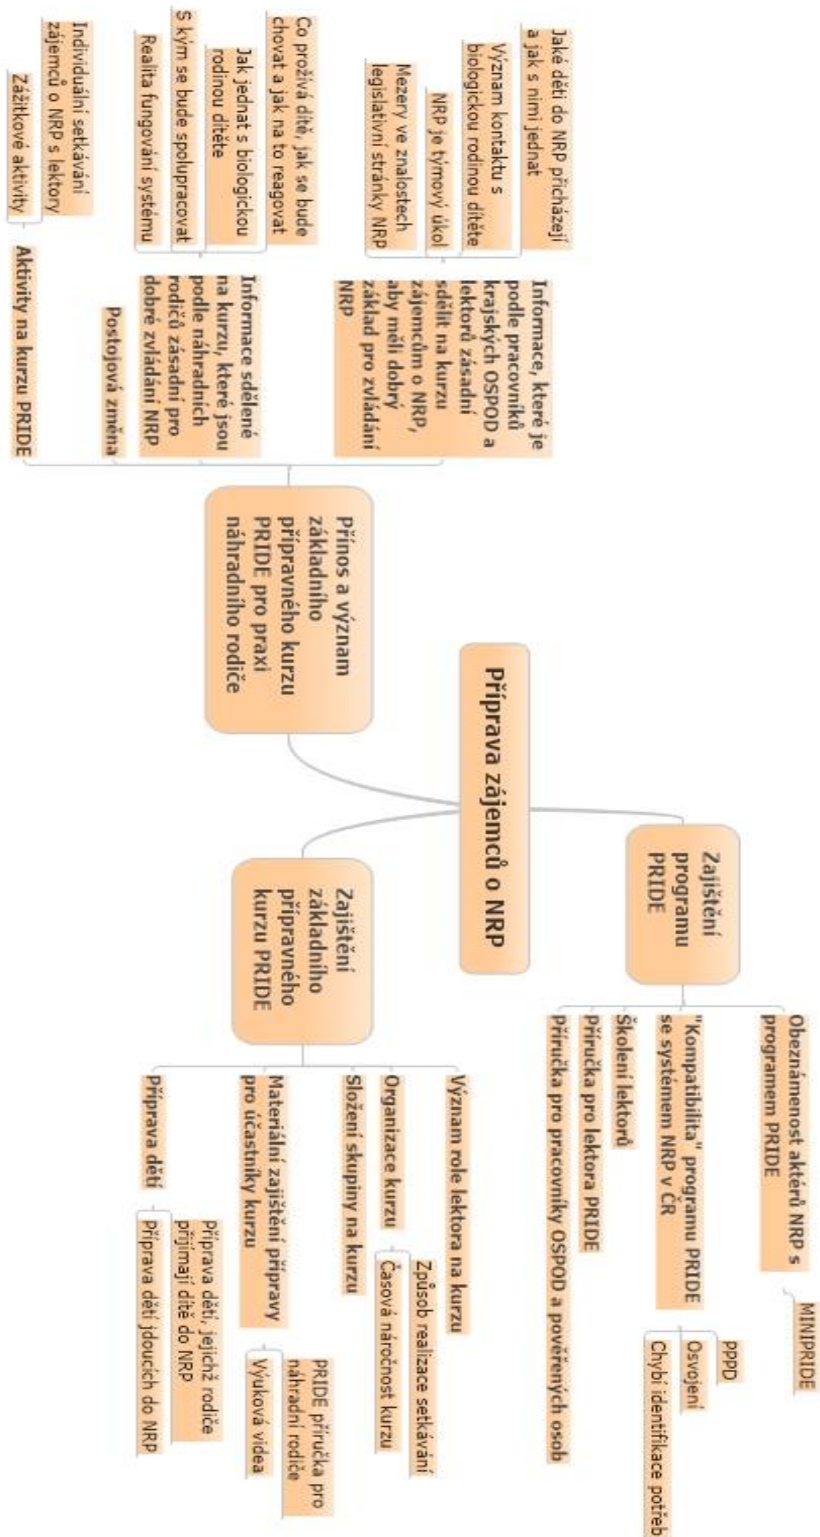 Příprava zájemců o NRP
Zajištění
programu
PRIDE
Obeznámenost aktérů NRP s
programem PRIDE
MINIPRIDE
"Kompatibilita" programu PRIDE
se systémem NRP v ČR
PPPD
Osvojení
Chybí identifikace potřeb
Školení lektorů
Příručka pro lektora PRIDE
Příručka pro pracovníky OSPOD a pověřených osob
Zajištění
základního
přípravného
kurzu PRIDE
Význam role lektora na kurzu
Organizace kurzu
Způsob realizace setkávání
Časová náročnost kurzu
Složení skupiny na kurzu
Materiální zajištění přípravy
pro účastníky kurzu
PRIDE příručka pro
náhradní rodiče
Výuková videa
Příprava dětí
Příprava dětí, jejichž rodiče
přijímají dítě do NRP
Příprava dětí jdoucích do NRP
Přínos a význam
základního
přípravného kurzu
PRIDE pro praxi
náhradního rodiče
Informace, které je
podle pracovníků
krajských OSPOD a
lektorů zásadní
sdělit na kurzu
zájemcům o NRP,
aby měli dobrý
základ pro zvládání
NRP
Jaké děti do NRP přicházejí
a jak s nimi jednat
Význam kontaktu s
biologickou rodinou dítěte
NRP je týmový úkol
Mezery ve znalostech
legislativní stránky NRP
Informace sdělené
na kurzu, které jsou
podle náhradních
rodičů zásadní pro
dobré zvládání NRP
Co prožívá dítě, jak se bude
chovat a jak na to reagovat
Jak jednat s biologickou
rodinou dítěte
S kým se bude spolupracovat
Realita fungování systému
Postojová změna
Aktivity na kurzu PRIDE
Individuální setkávání
zájemců o NRP s lektory
Zážitkové aktivity